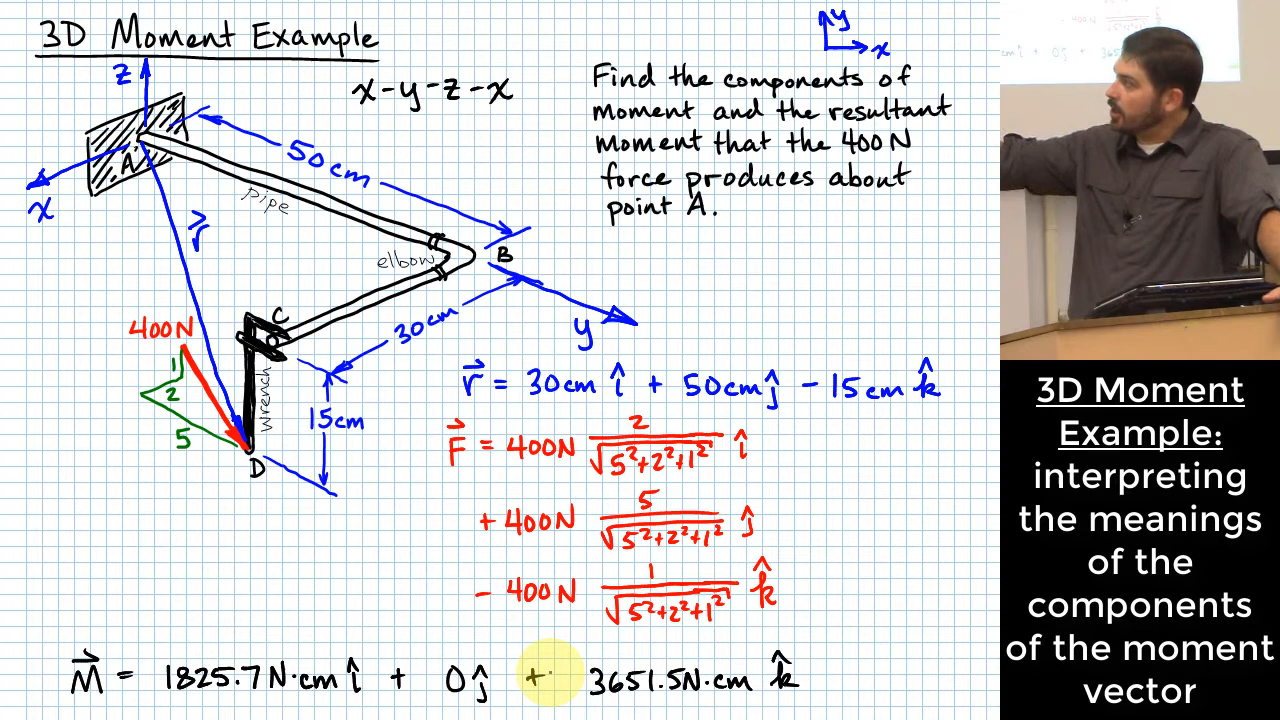 3D Moment Example
x-y-z-x
y
x
Find the components of
Moment and the resultant
Moment that the 400N
force produces about
point A.
z
A
x
50cm
pipe
r⃗
elbow
B
C
30cm
y
400N
1
2
5
wrench
15cm
D
r⃗ = 30cm î + 50cm ĵ - 15cm k̂
F⃗ = 400N 2/√(5²+2²+1²) î
+ 400N 5/√(5²+2²+1²) ĵ
- 400N 1/√(5²+2²+1²) k̂
M⃗ = 1825.7N·cm î + 0ĵ + 3651.5N·cm k̂
3D Moment
Example:
interpreting
the meanings
of the
components
of the moment
vector